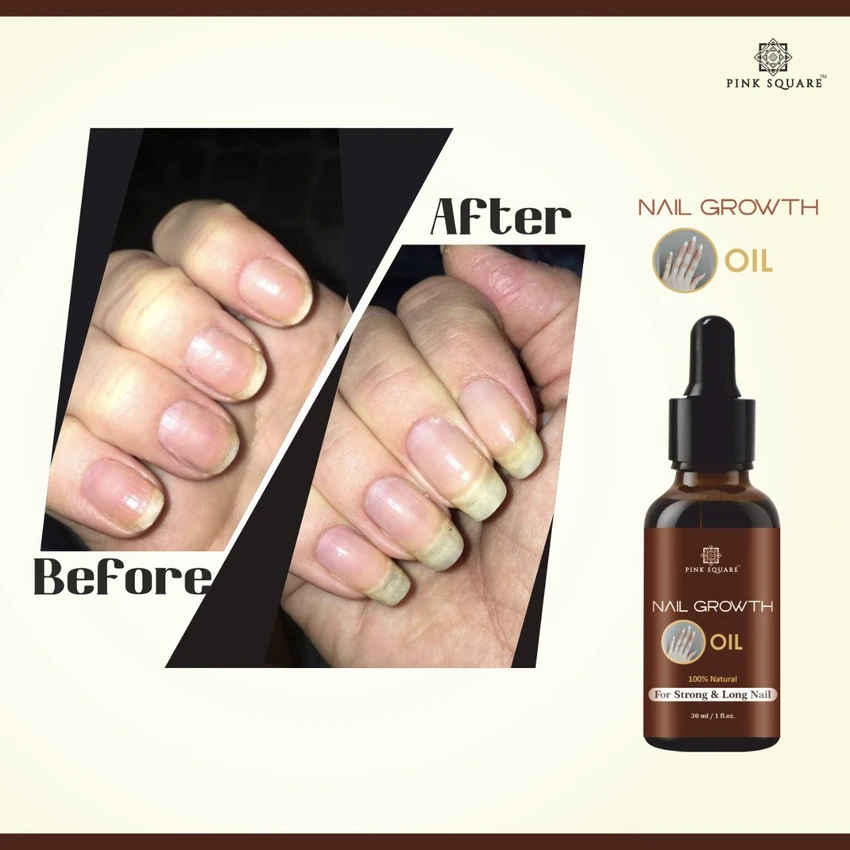 PINK SQUARE™
After
Before
NAIL GROWTH
OIL
PINK SQUARE
NAIL GROWTH
OIL
100% Natural
For Strong & Long Nail
30 ml / 1 fl.oz.